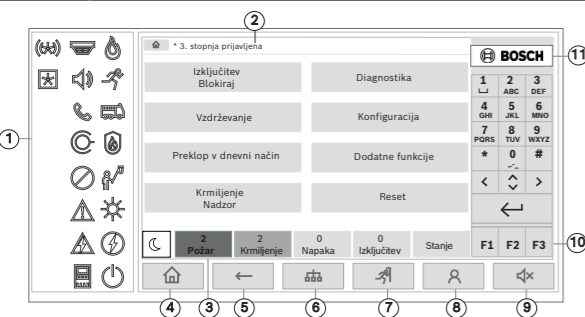 2
* 3. stopnja prijavljena
BOSCH
11
Izključitev
Blokiraj
Diagnostika
1
2
ABC
3
DEF
Vzdrževanje
Konfiguracija
4
GHI
5
JKL
6
MNO
1
7
PQRS
8
TUV
9
WXYZ
Preklop v dnevni način
Dodatne funkcije
*
0
#
Krmiljenje
Nadzor
Reset
2
Požar
2
Krmiljenje
0
Napaka
0
Izključitev
Stanje
F1 F2 F3
10
4
3
5
6
7
8
9